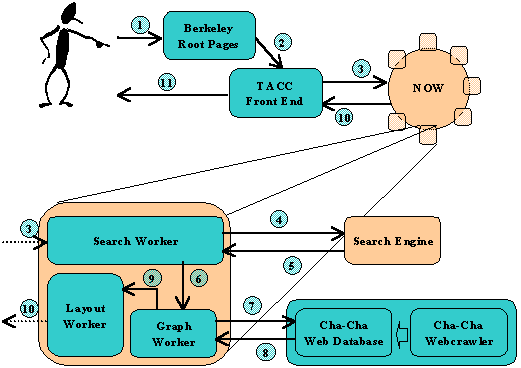 1
Berkeley
Root Pages
2
3
TACC
Front End
11
10
NOW
3
Search Worker
4
5
Search Engine
9
6
10
Layout
Worker
Graph
Worker
7
8
Cha-Cha
Web Database
Cha-Cha
Webcrawler